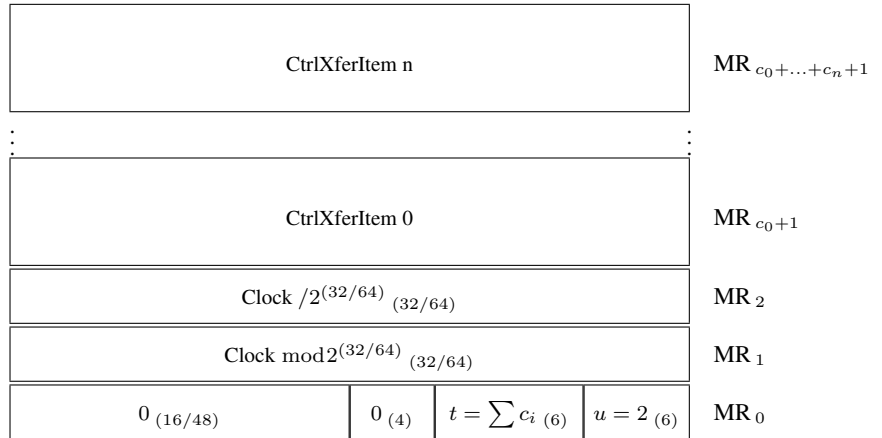 CtrlXferItem n MR c₀+...+cₙ+1
⋮ ⋮
CtrlXferItem 0 MR c₀+1
Clock /2^(32/64) (32/64) MR 2
Clock mod2^(32/64) (32/64) MR 1
0 (16/48) 0 (4) t = ∑ cᵢ (6) u = 2 (6) MR 0